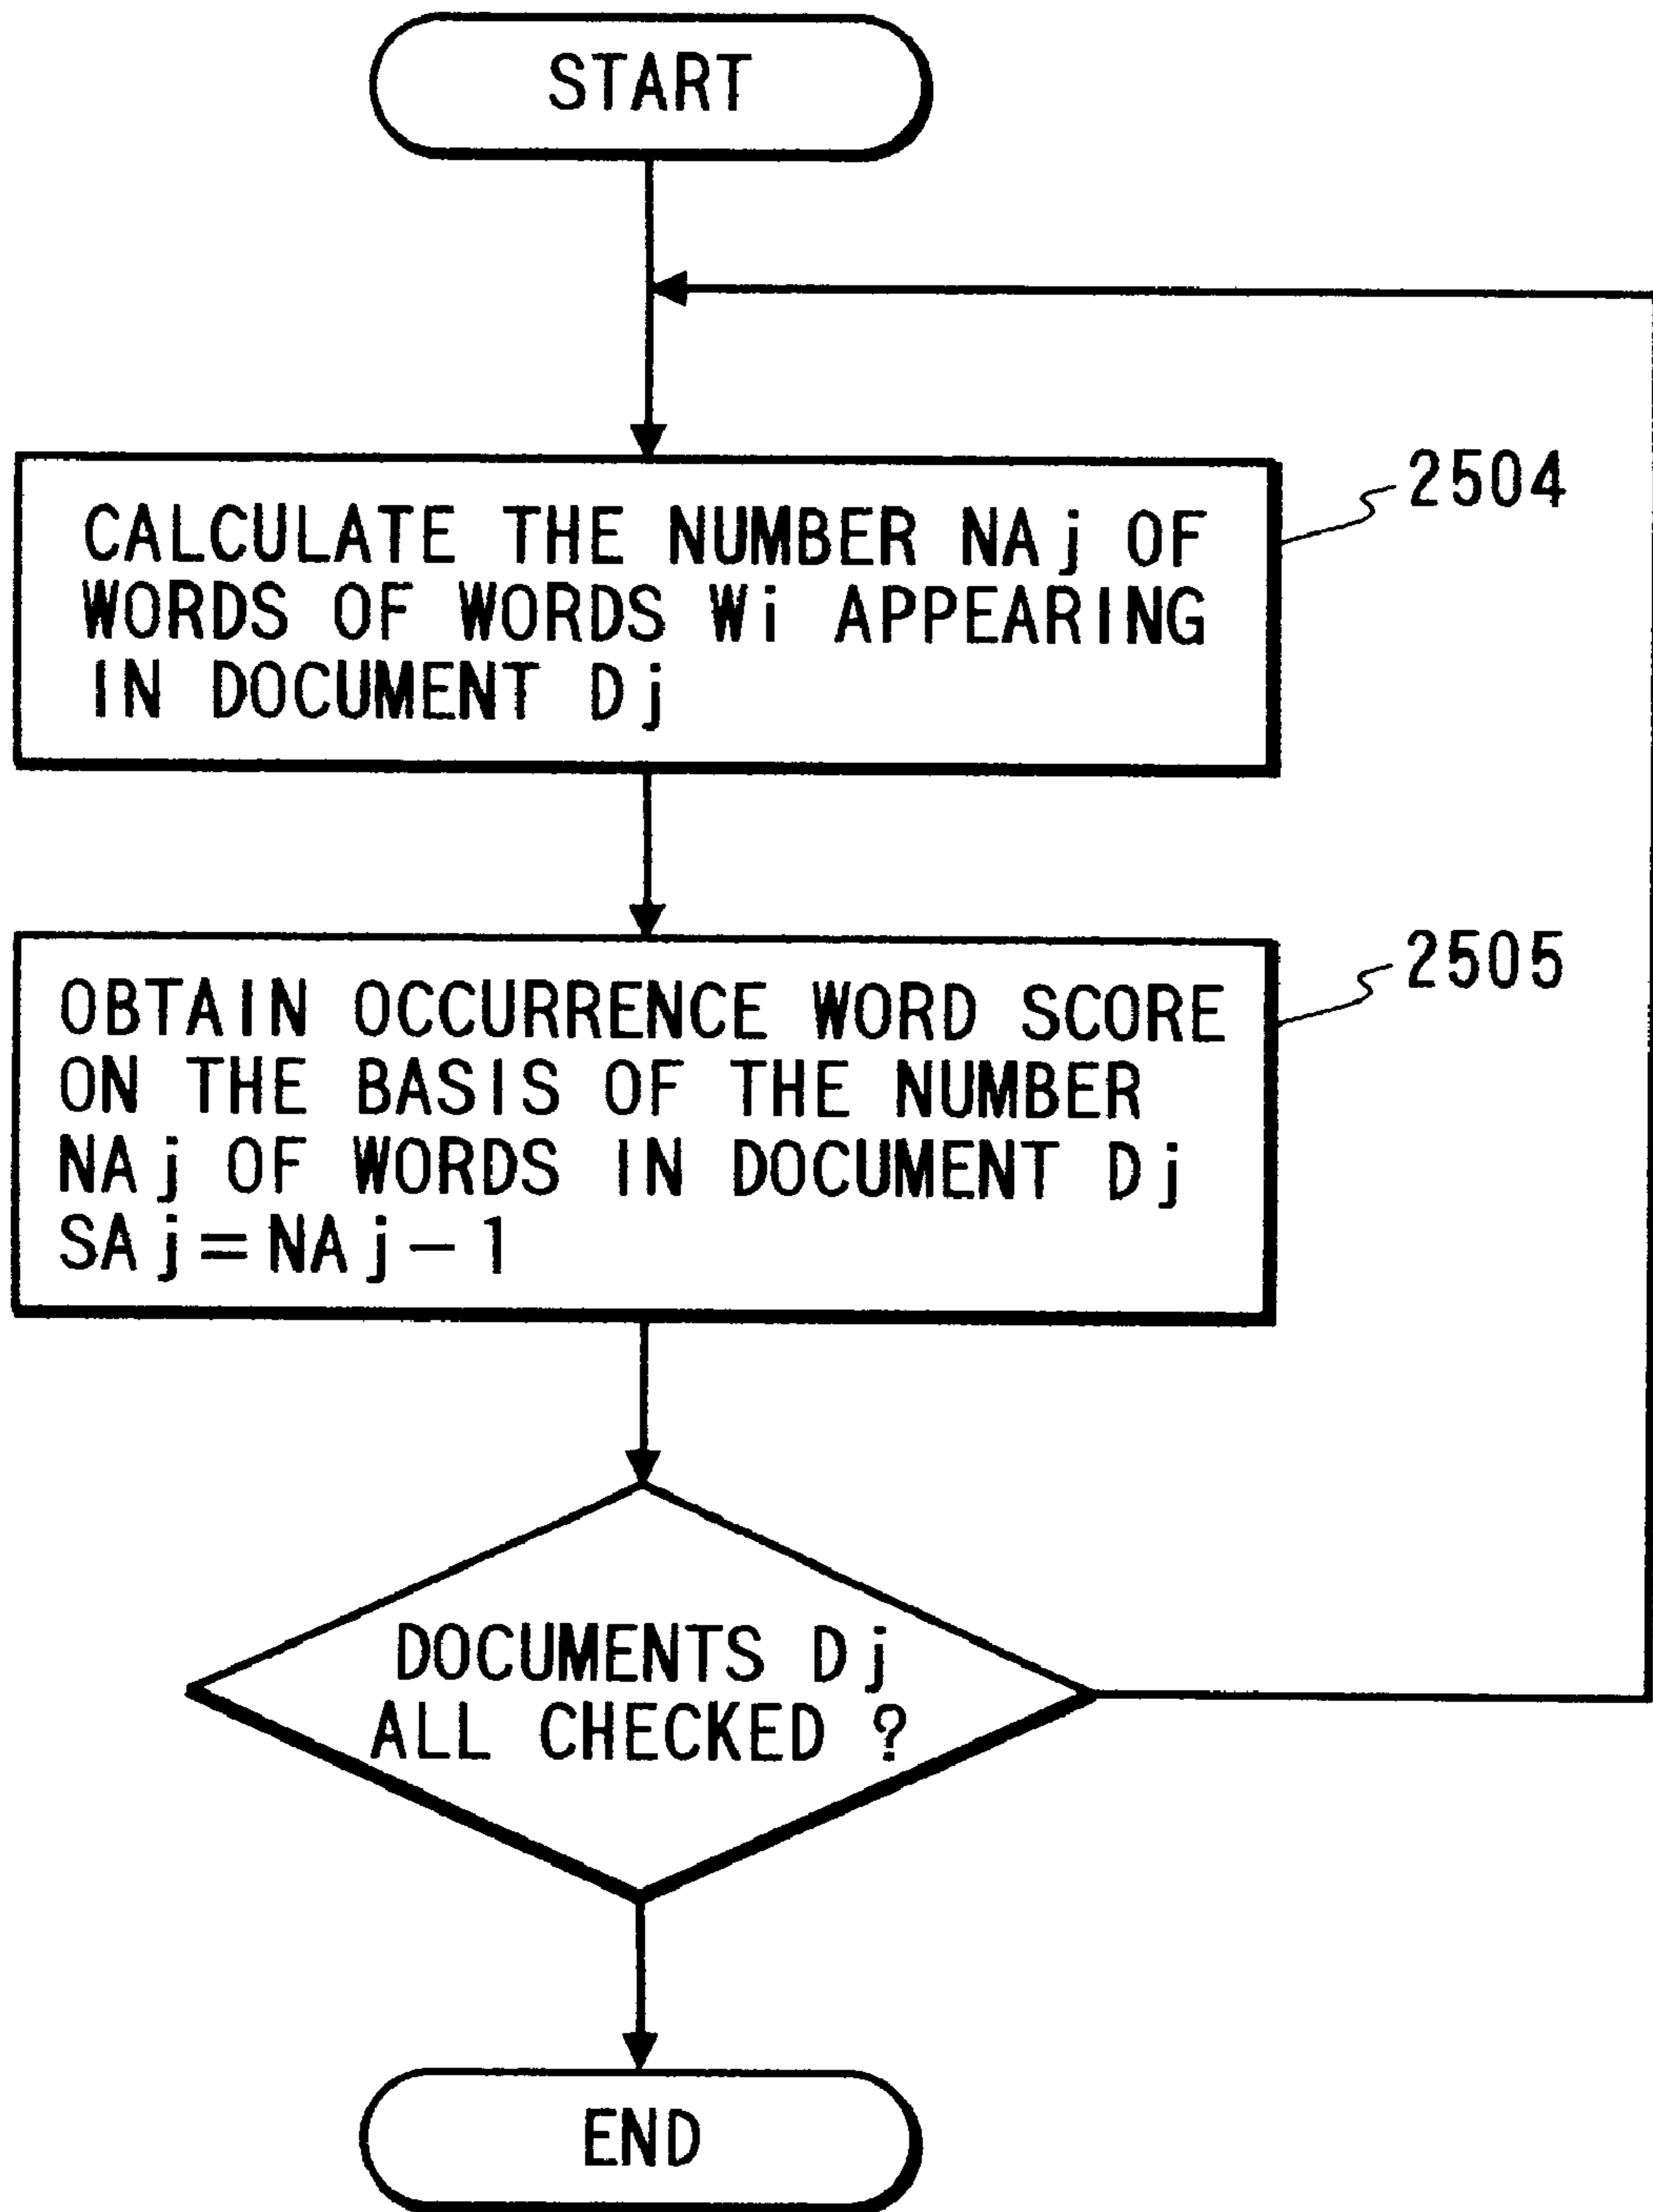 START
CALCULATE THE NUMBER NAj OF
WORDS OF WORDS Wi APPEARING
IN DOCUMENT Dj
2504
OBTAIN OCCURRENCE WORD SCORE
ON THE BASIS OF THE NUMBER
NAj OF WORDS IN DOCUMENT Dj
SAj=NAj-1
2505
DOCUMENTS Dj
ALL CHECKED ?
END